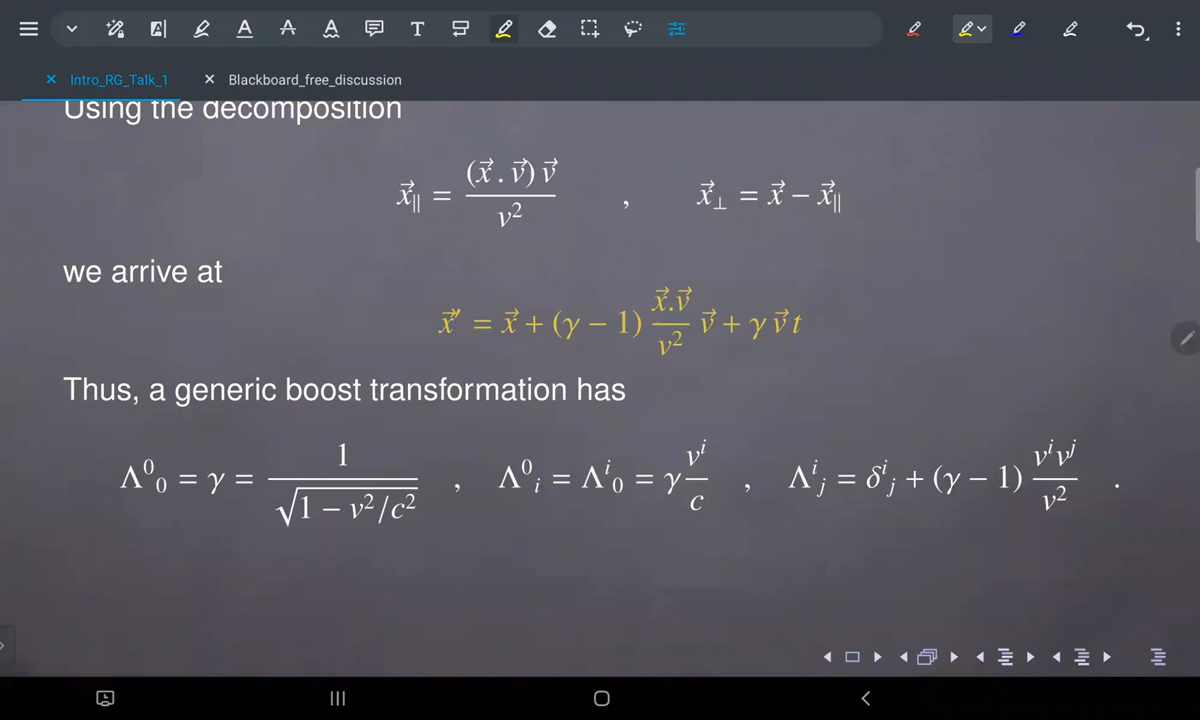 Intro_RG_Talk_1 Blackboard_free_discussion
Using the decomposition
x⃗_∥ = (x⃗ . v⃗) v⃗ / v² , x⃗_⊥ = x⃗ − x⃗_∥
we arrive at
x⃗′ = x⃗ + (γ − 1) x⃗.v⃗ / v² v⃗ + γ v⃗ t
Thus, a generic boost transformation has
Λ⁰₀ = γ = 1 / √(1 − v²/c²) , Λ⁰ᵢ = Λⁱ₀ = γ vⁱ / c , Λⁱⱼ = δⁱⱼ + (γ − 1) vⁱvʲ / v² .